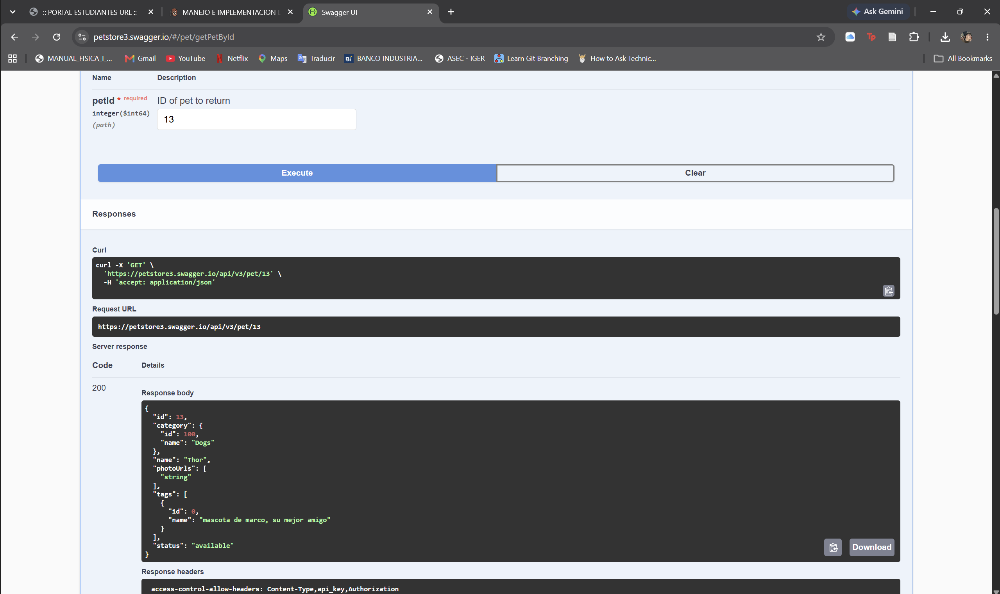 :: PORTAL ESTUDIANTES URL ::
MANEJO E IMPLEMENTACION
Swagger UI
Ask Gemini
petstore3.swagger.io/#/pet/getPetById
MANUAL_FISICA_I_...
Gmail
YouTube
Netflix
Maps
Traducir
BANCO INDUSTRIA...
ASEC - IGER
Learn Git Branching
How to Ask Technic...
All Bookmarks
Name Description
petId * required ID of pet to return
integer($int64)
13
(path)
Execute Clear
Responses
Curl
curl -X 'GET' \
'https://petstore3.swagger.io/api/v3/pet/13' \
-H 'accept: application/json'
Request URL
https://petstore3.swagger.io/api/v3/pet/13
Server response
Code Details
200
Response body
{
"id": 13,
"category": {
"id": 100,
"name": "Dogs"
},
"name": "Thor",
"photoUrls": [
"string"
],
"tags": [
{
"id": 0,
"name": "mascota de marco, su mejor amigo"
}
],
"status": "available"
}
Download
Response headers
access-control-allow-headers: Content-Type,api_key,Authorization